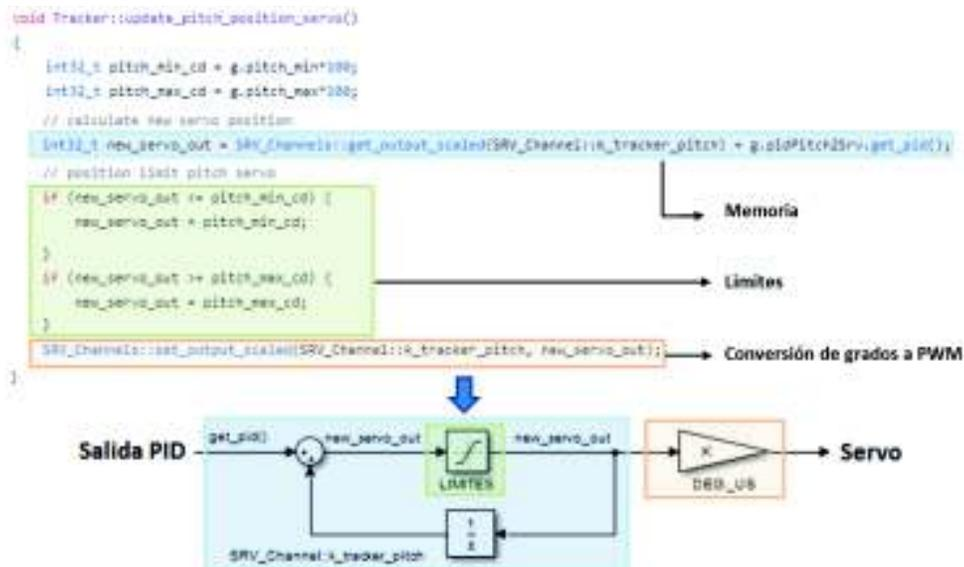 void Tracker::update_pitch_position_servo()
{
int32_t pitch_min_cd = g.pitch_min*100;
int32_t pitch_max_cd = g.pitch_max*100;
// calculate new servo position
int32_t new_servo_out = SRV_Channels::get_output_scaled(SRV_Channel::k_tracker_pitch) + g.pidPitch2Srv.get_pid();
// position limit pitch servo
if (new_servo_out <= pitch_min_cd) {
new_servo_out = pitch_min_cd;
}
if (new_servo_out >= pitch_max_cd) {
new_servo_out = pitch_max_cd;
}
SRV_Channels::set_output_scaled(SRV_Channel::k_tracker_pitch, new_servo_out);
}
Memoria
Limites
Conversión de grados a PWM
Salida PID
get_pid()
new_servo_out
LIMITES
new_servo_out
K
DEG_US
Servo
1
z
SRV_Channel::k_tracker_pitch